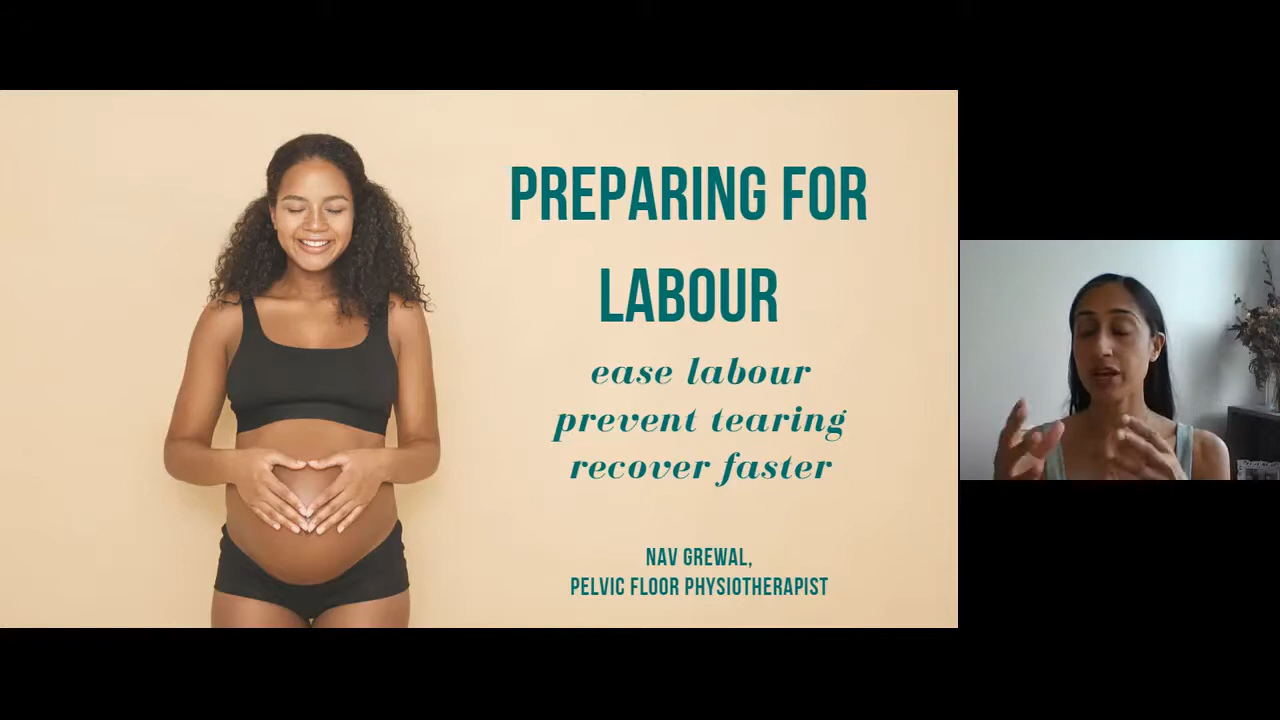 PREPARING FOR
LABOUR
ease labour
prevent tearing
recover faster
NAV GREWAL,
PELVIC FLOOR PHYSIOTHERAPIST